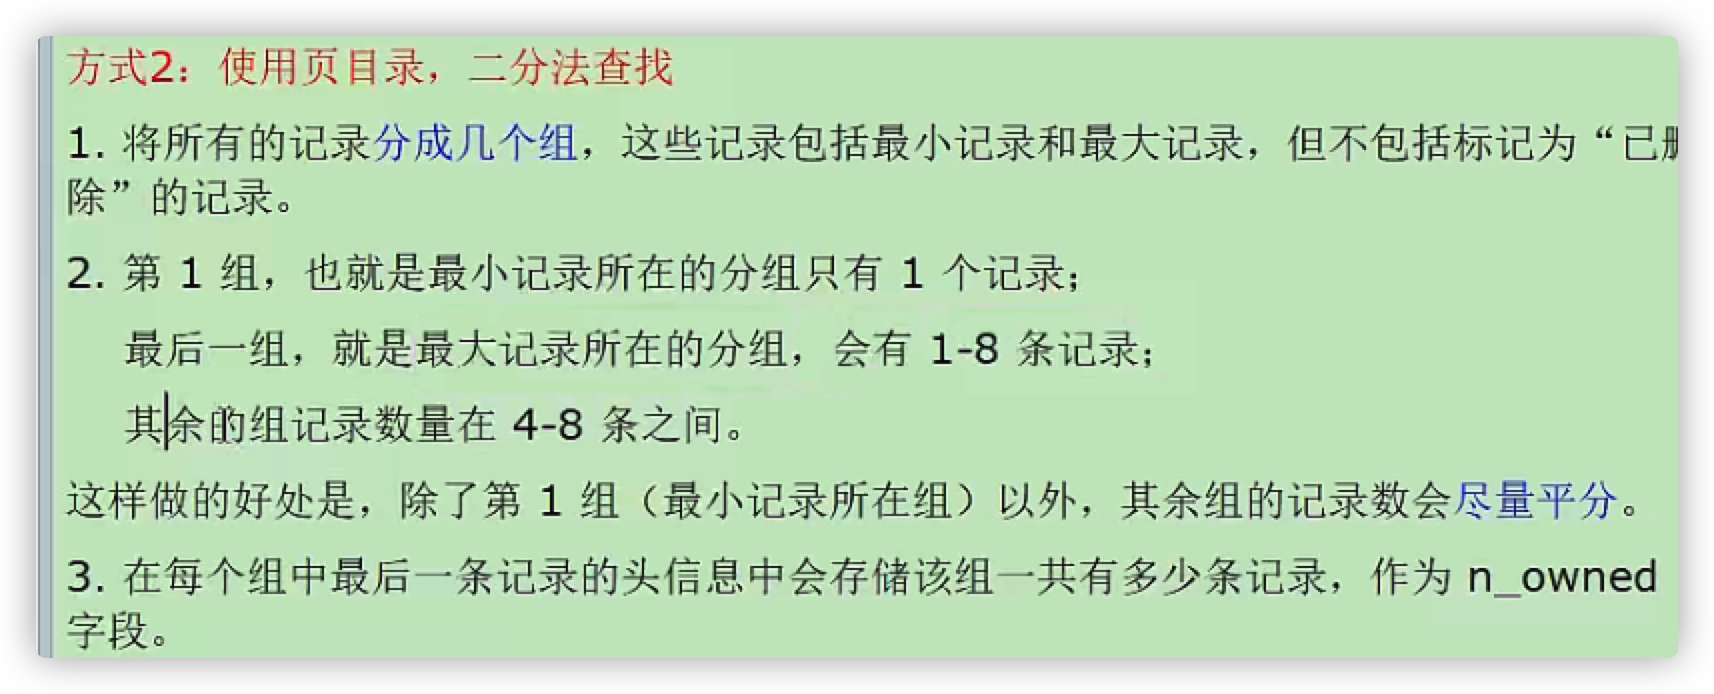 方式2：使用页目录，二分法查找
1. 将所有的记录分成几个组，这些记录包括最小记录和最大记录，但不包括标记为“已删
除”的记录。
2. 第 1 组，也就是最小记录所在的分组只有 1 个记录；
最后一组，就是最大记录所在的分组，会有 1-8 条记录；
其余的组记录数量在 4-8 条之间。
这样做的好处是，除了第 1 组（最小记录所在组）以外，其余组的记录数会尽量平分。
3. 在每个组中最后一条记录的头信息中会存储该组一共有多少条记录，作为 n_owned
字段。